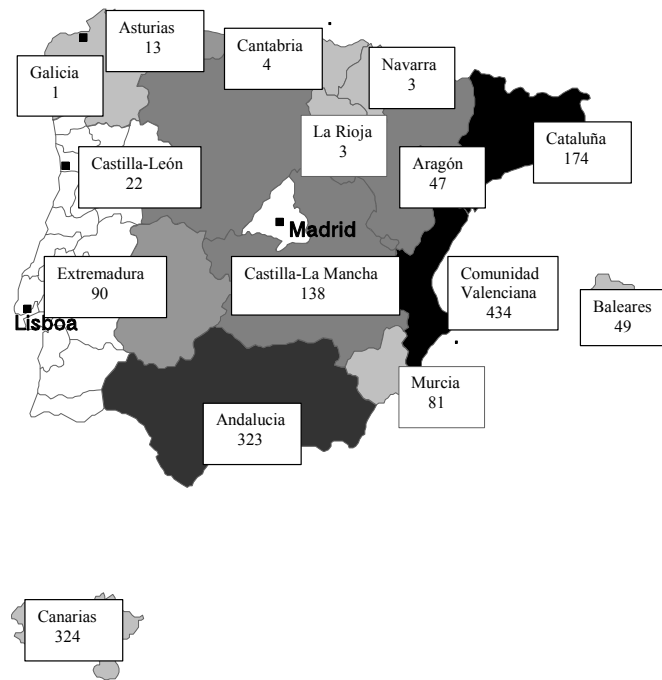 Asturias
13
Cantabria
4
Galicia
1
Navarra
3
La Rioja
3
Cataluña
174
Castilla-León
22
Aragón
47
Madrid
Extremadura
90
Castilla-La Mancha
138
Comunidad
Valenciana
434
Baleares
49
Lisboa
Murcia
81
Andalucia
323
Canarias
324